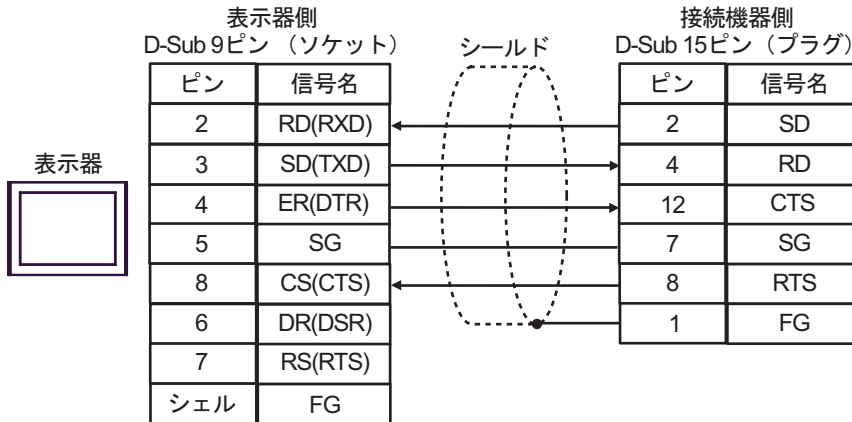 表示器側
D-Sub 9ピン （ソケット）
シールド
接続機器側
D-Sub 15ピン（プラグ）
ピン 信号名 ピン 信号名
2 RD(RXD) 2 SD
表示器 3 SD(TXD) 4 RD
4 ER(DTR) 12 CTS
5 SG 7 SG
8 CS(CTS) 8 RTS
6 DR(DSR) 1 FG
7 RS(RTS)
シェル FG